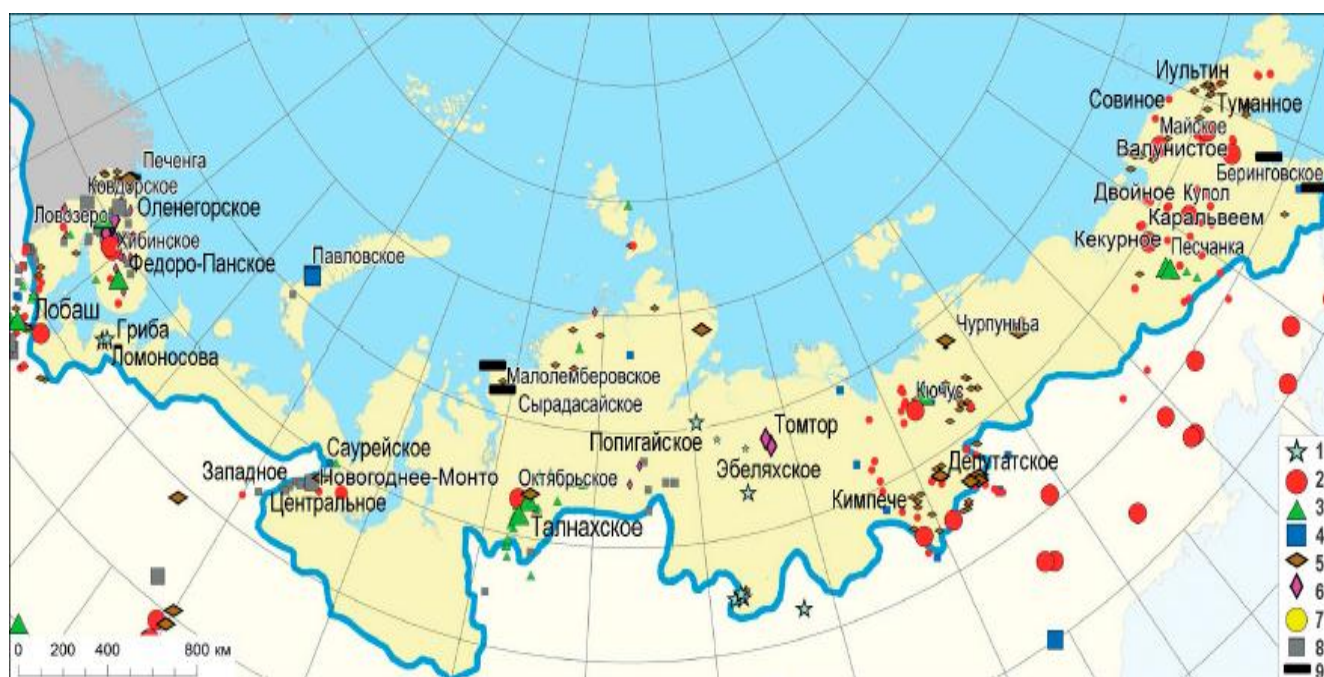 Иультин
Совиное
Туманное
Майское
Валунистое
Беринговское
Печенга
Ковдорское
Оленегорское
Ловозеро
Хибинское
Федоро-Панское
Павловское
Двойное
Купол
Каральвеем
Кекурное
Песчанка
Лобаш
Гриба
Ломоносова
Чурпунньа
Малолемберовское
Сырадасайское
Кючус
Томтор
Попигайское
Эбеляхское
Саурейское
Западное
Новогоднее-Монто
Центральное
Октябрьское
Талнахское
Депутатское
Кимпече
1
2
3
4
5
6
7
8
9
0 200 400 800 км